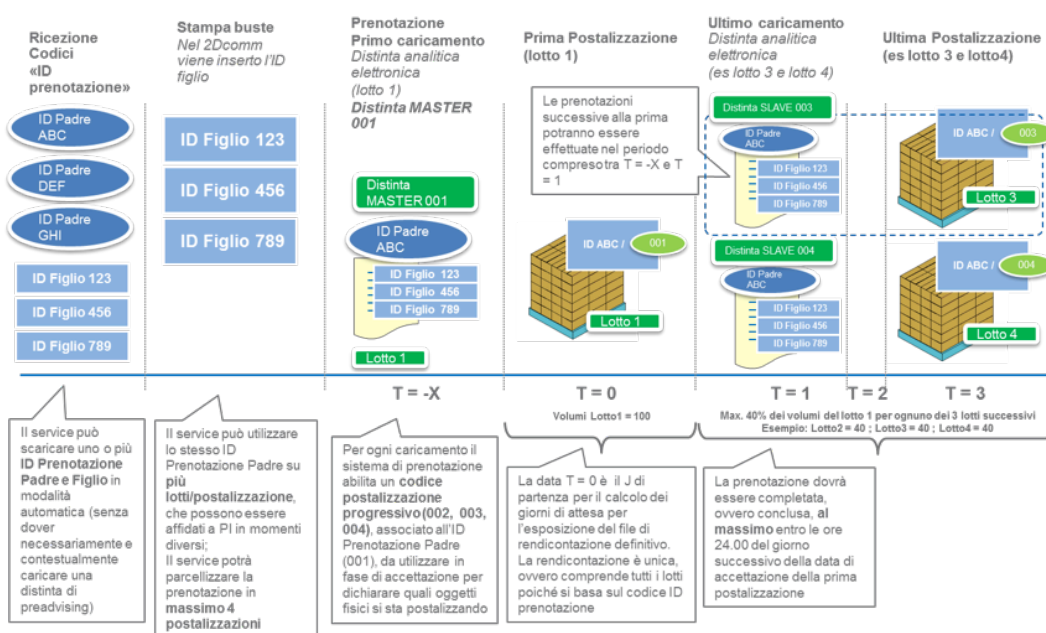 Ricezione
Codici
«ID
prenotazione»
ID Padre
ABC
ID Padre
DEF
ID Padre
GHI
ID Figlio 123
ID Figlio 456
ID Figlio 789
Stampa buste
Nel 2Dcomm
viene inserto l'ID
figlio
ID Figlio 123
ID Figlio 456
ID Figlio 789
Prenotazione
Primo caricamento
Distinta analitica
elettronica
(lotto 1)
Distinta MASTER
001
Distinta
MASTER 001
ID Padre
ABC
ID Figlio 123
ID Figlio 456
ID Figlio 789
Lotto 1
Prima Postalizzazione
(lotto 1)
Le prenotazioni
successive alla prima
potranno essere
effettuate nel periodo
compresotra T = -X e T
= 1
ID ABC /
001
Lotto 1
Ultimo caricamento
Distinta analitica
elettronica
(es lotto 3 e lotto 4)
Distinta SLAVE 003
ID Padre
ABC
ID Figlio 123
ID Figlio 456
ID Figlio 789
Distinta SLAVE 004
ID Padre
ABC
ID Figlio 123
ID Figlio 456
ID Figlio 789
Ultima Postalizzazione
(es lotto 3 e lotto4)
ID ABC /
003
Lotto 3
ID ABC /
004
Lotto 4
T = -X
T = 0
T = 1
T = 2
T = 3
Volumi Lotto1 = 100
Max. 40% dei volumi del lotto 1 per ognuno dei 3 lotti successivi
Esempio: Lotto2 = 40 ; Lotto3 = 40 ; Lotto4 = 40
Il service può
scaricare uno o più
ID Prenotazione
Padre e Figlio in
modalità
automatica (senza
dover
necessariamente e
contestualmente
caricare una
distinta di
preadvising)
Il service può utilizzare
lo stesso ID
Prenotazione Padre su
più
lotti/postalizzazione,
che possono essere
affidati a PI in momenti
diversi;
Il service potrà
parcellizzare la
prenotazione in
massimo 4
postalizzazioni
Per ogni caricamento il
sistema di prenotazione
abilita un codice
postalizzazione
progressivo (002, 003,
004), associato all'ID
Prenotazione Padre
(001), da utilizzare in
fase di accettazione per
dichiarare quali oggetti
fisici si sta postalizzando
La data T = 0 è il J di
partenza per il calcolo dei
giorni di attesa per
l'esposizione del file di
rendicontazione definitivo.
La rendicontazione è unica,
ovvero comprende tutti i lotti
poiché si basa sul codice ID
prenotazione
La prenotazione dovrà
essere completata,
ovvero conclusa, al
massimo entro le ore
24.00 del giorno
successivo della data di
accettazione della prima
postalizzazione